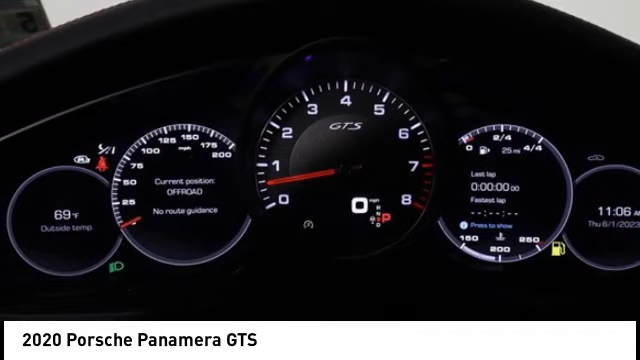 69°F
Outside temp.
25
50
75
100
125
150
175
200
mph
Current position:
OFFROAD
No route guidance
0
1
2
3
4
5
6
7
8
GTS
0 mph
P
R
N
D
0
2/4
4/4
25 mi
Last lap
0:00:00 00
Fastest lap
--:--.--
Press to show
150
200
250
11:06 AM
Thu 6/1/2023
2020 Porsche Panamera GTS